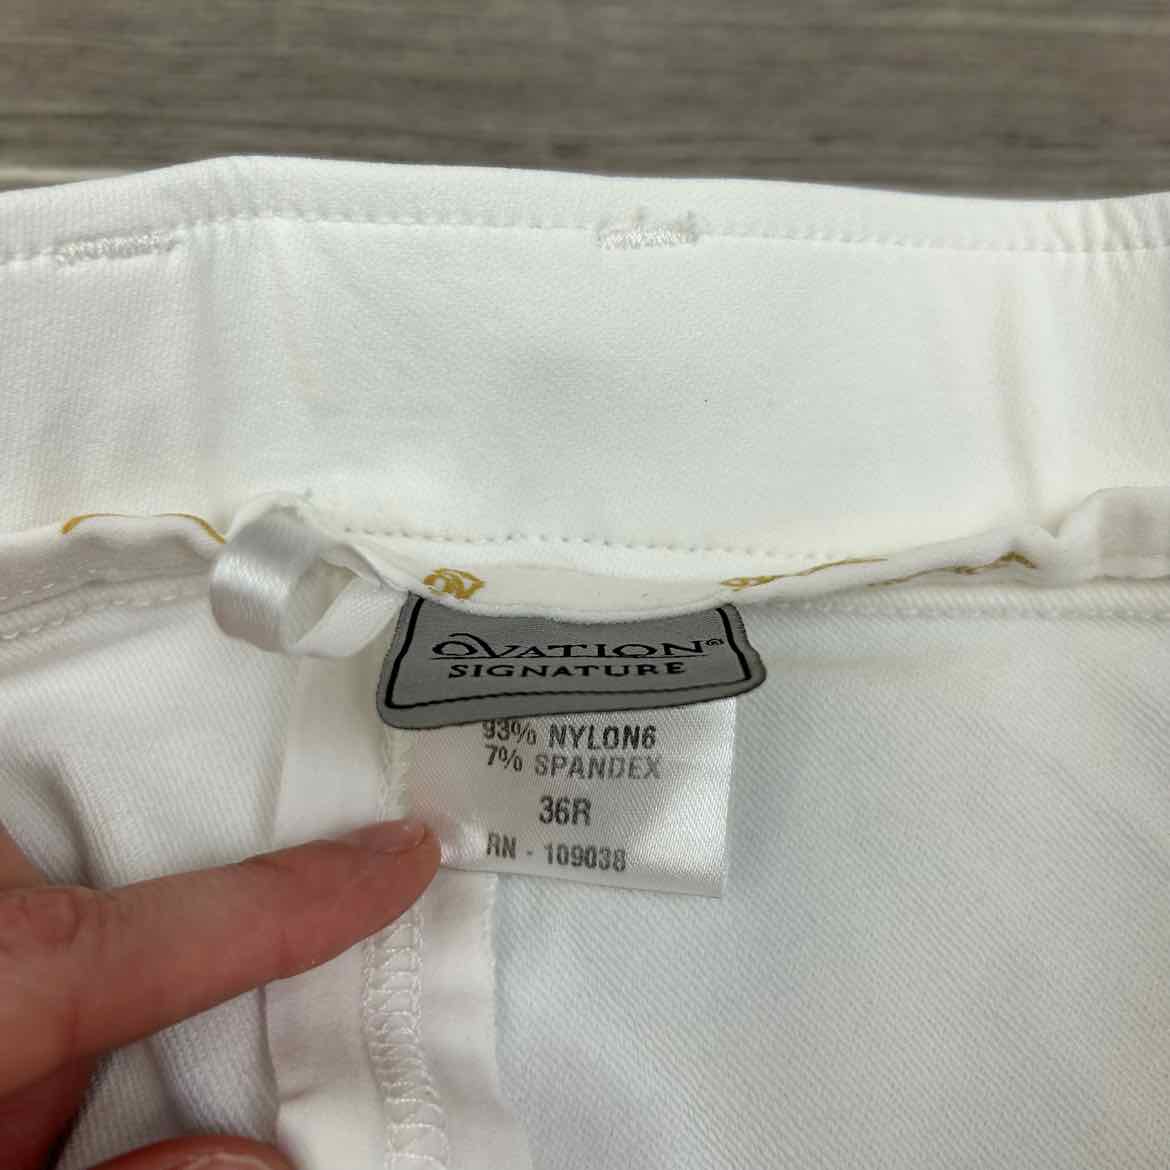 OVATION®
SIGNATURE
93% NYLON6
7% SPANDEX
36R
RN - 109038